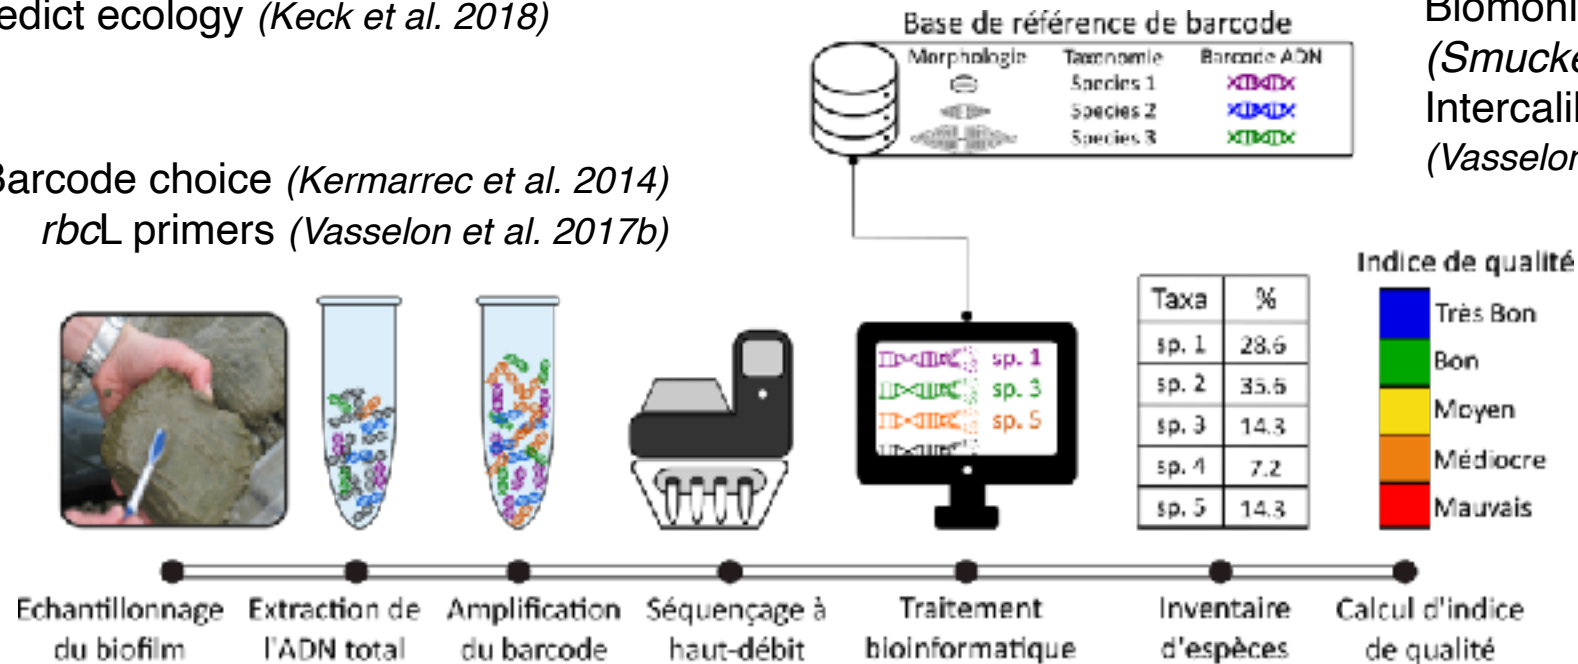 edict ecology (Keck et al. 2018)
Base de référence de barcode
Morphologie Taxonomie Barcode ADN
Species 1
Species 2
Species 3
(Smucke
(Vasselon
Barcode choice (Kermarrec et al. 2014)
rbcL primers (Vasselon et al. 2017b)
Indice de qualité
Très Bon
Bon
Moyen
Médiocre
Mauvais
sp. 1
sp. 3
sp. 5
Taxa %
sp. 1 28.6
sp. 2 35.6
sp. 3 14.3
sp. 4 7.2
sp. 5 14.3
Echantillonnage
du biofilm
Extraction de
l'ADN total
Amplification
du barcode
Séquençage à
haut-débit
Traitement
bioinformatique
Inventaire
d'espèces
Calcul d'indice
de qualité